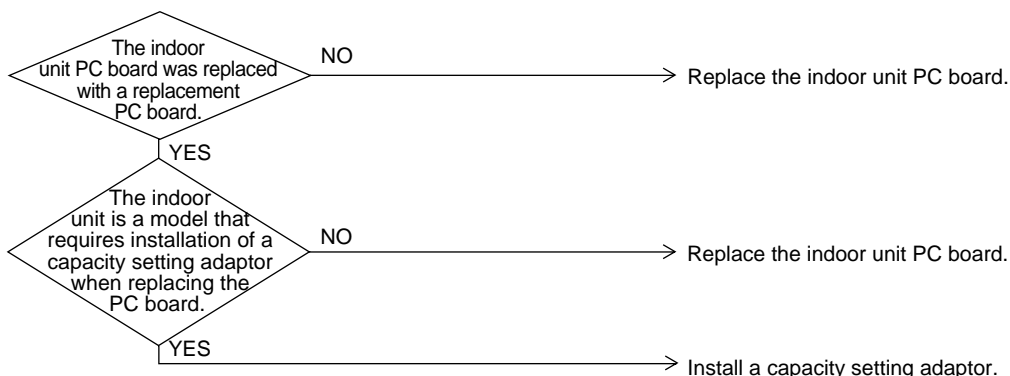 The indoor
unit PC board was replaced
with a replacement
PC board.
NO
Replace the indoor unit PC board.
YES
The indoor
unit is a model that
requires installation of a
capacity setting adaptor
when replacing the
PC board.
NO
Replace the indoor unit PC board.
YES
Install a capacity setting adaptor.